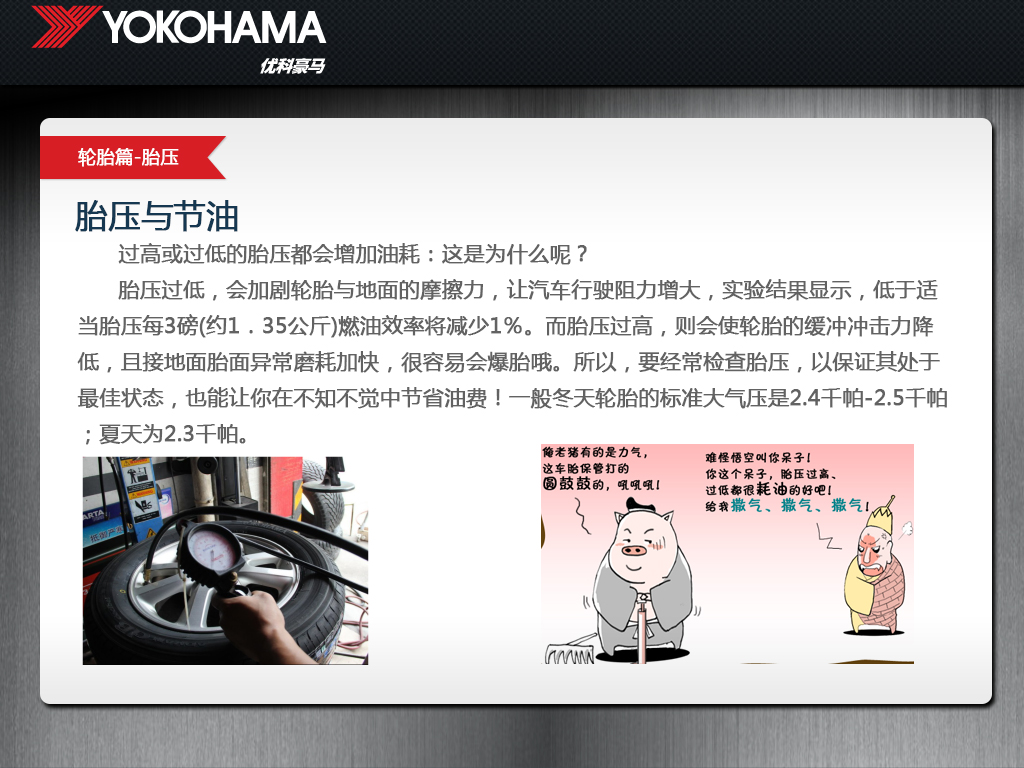 YOKOHAMA
优科豪马
轮胎篇-胎压
胎压与节油
过高或过低的胎压都会增加油耗：这是为什么呢？
胎压过低，会加剧轮胎与地面的摩擦力，让汽车行驶阻力增大，实验结果显示，低于适
当胎压每3磅(约1．35公斤)燃油效率将减少1%。而胎压过高，则会使轮胎的缓冲冲击力降
低，且接地面胎面异常磨耗加快，很容易会爆胎哦。所以，要经常检查胎压，以保证其处于
最佳状态，也能让你在不知不觉中节省油费！一般冬天轮胎的标准大气压是2.4千帕-2.5千帕
；夏天为2.3千帕。
俺老猪有的是力气，
这车胎保管打的
圆鼓鼓的，吼吼吼！
难怪悟空叫你呆子！
你这个呆子，胎压过高、
过低都很耗油的好吧！
给我撒气、撒气、撒气！